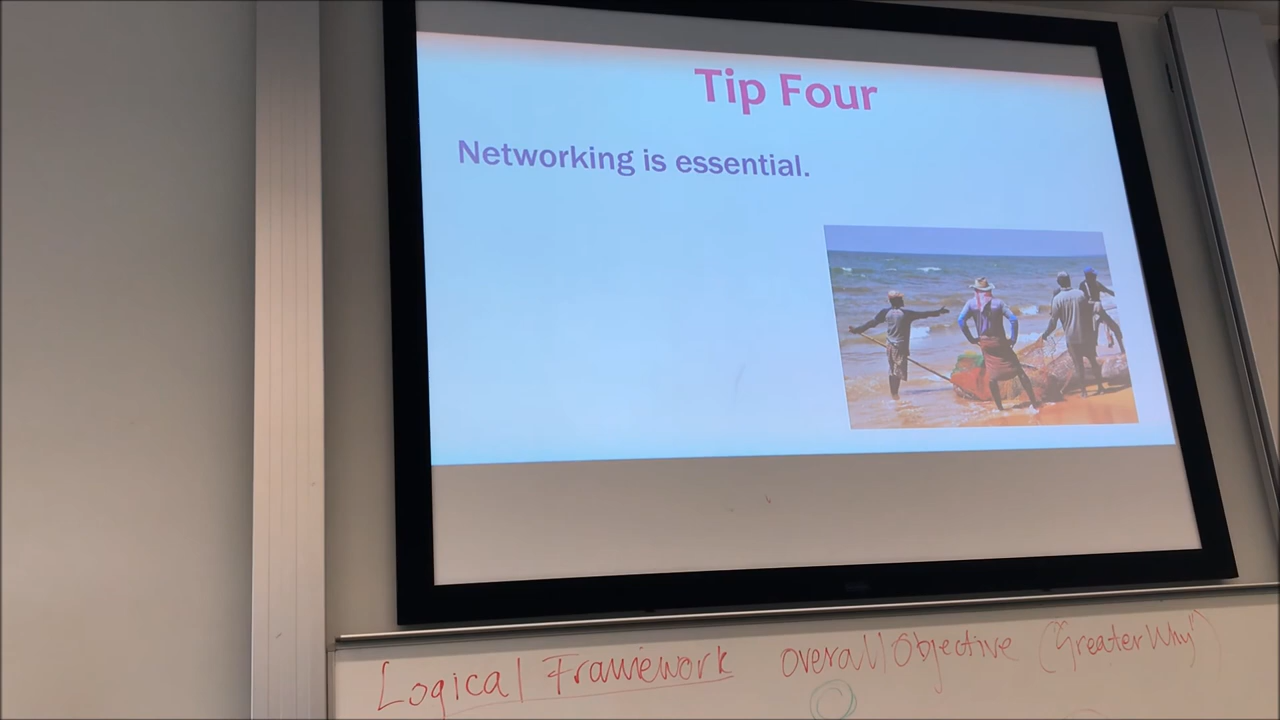 Tip Four
Networking is essential.
Logical Framework overall Objective ("Greater Why")